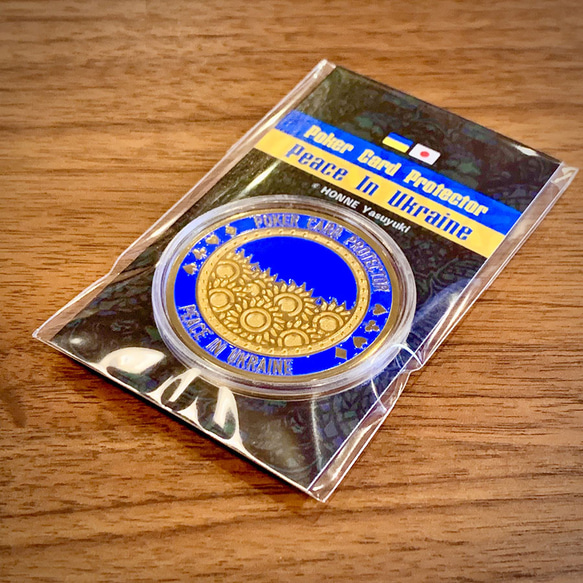 Poker Card Protector
Peace In Ukraine
© HONNE Yasuyuki
POKER CARD PROTECTOR
PEACE IN UKRAINE